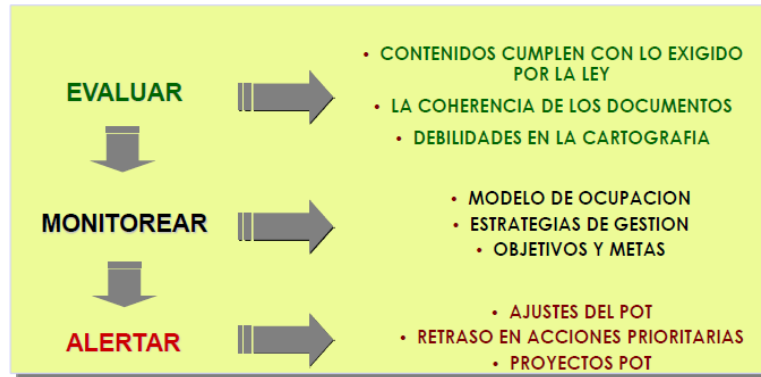 EVALUAR
• CONTENIDOS CUMPLEN CON LO EXIGIDO
POR LA LEY
• LA COHERENCIA DE LOS DOCUMENTOS
• DEBILIDADES EN LA CARTOGRAFIA
MONITOREAR
• MODELO DE OCUPACION
• ESTRATEGIAS DE GESTION
• OBJETIVOS Y METAS
ALERTAR
• AJUSTES DEL POT
• RETRASO EN ACCIONES PRIORITARIAS
• PROYECTOS POT